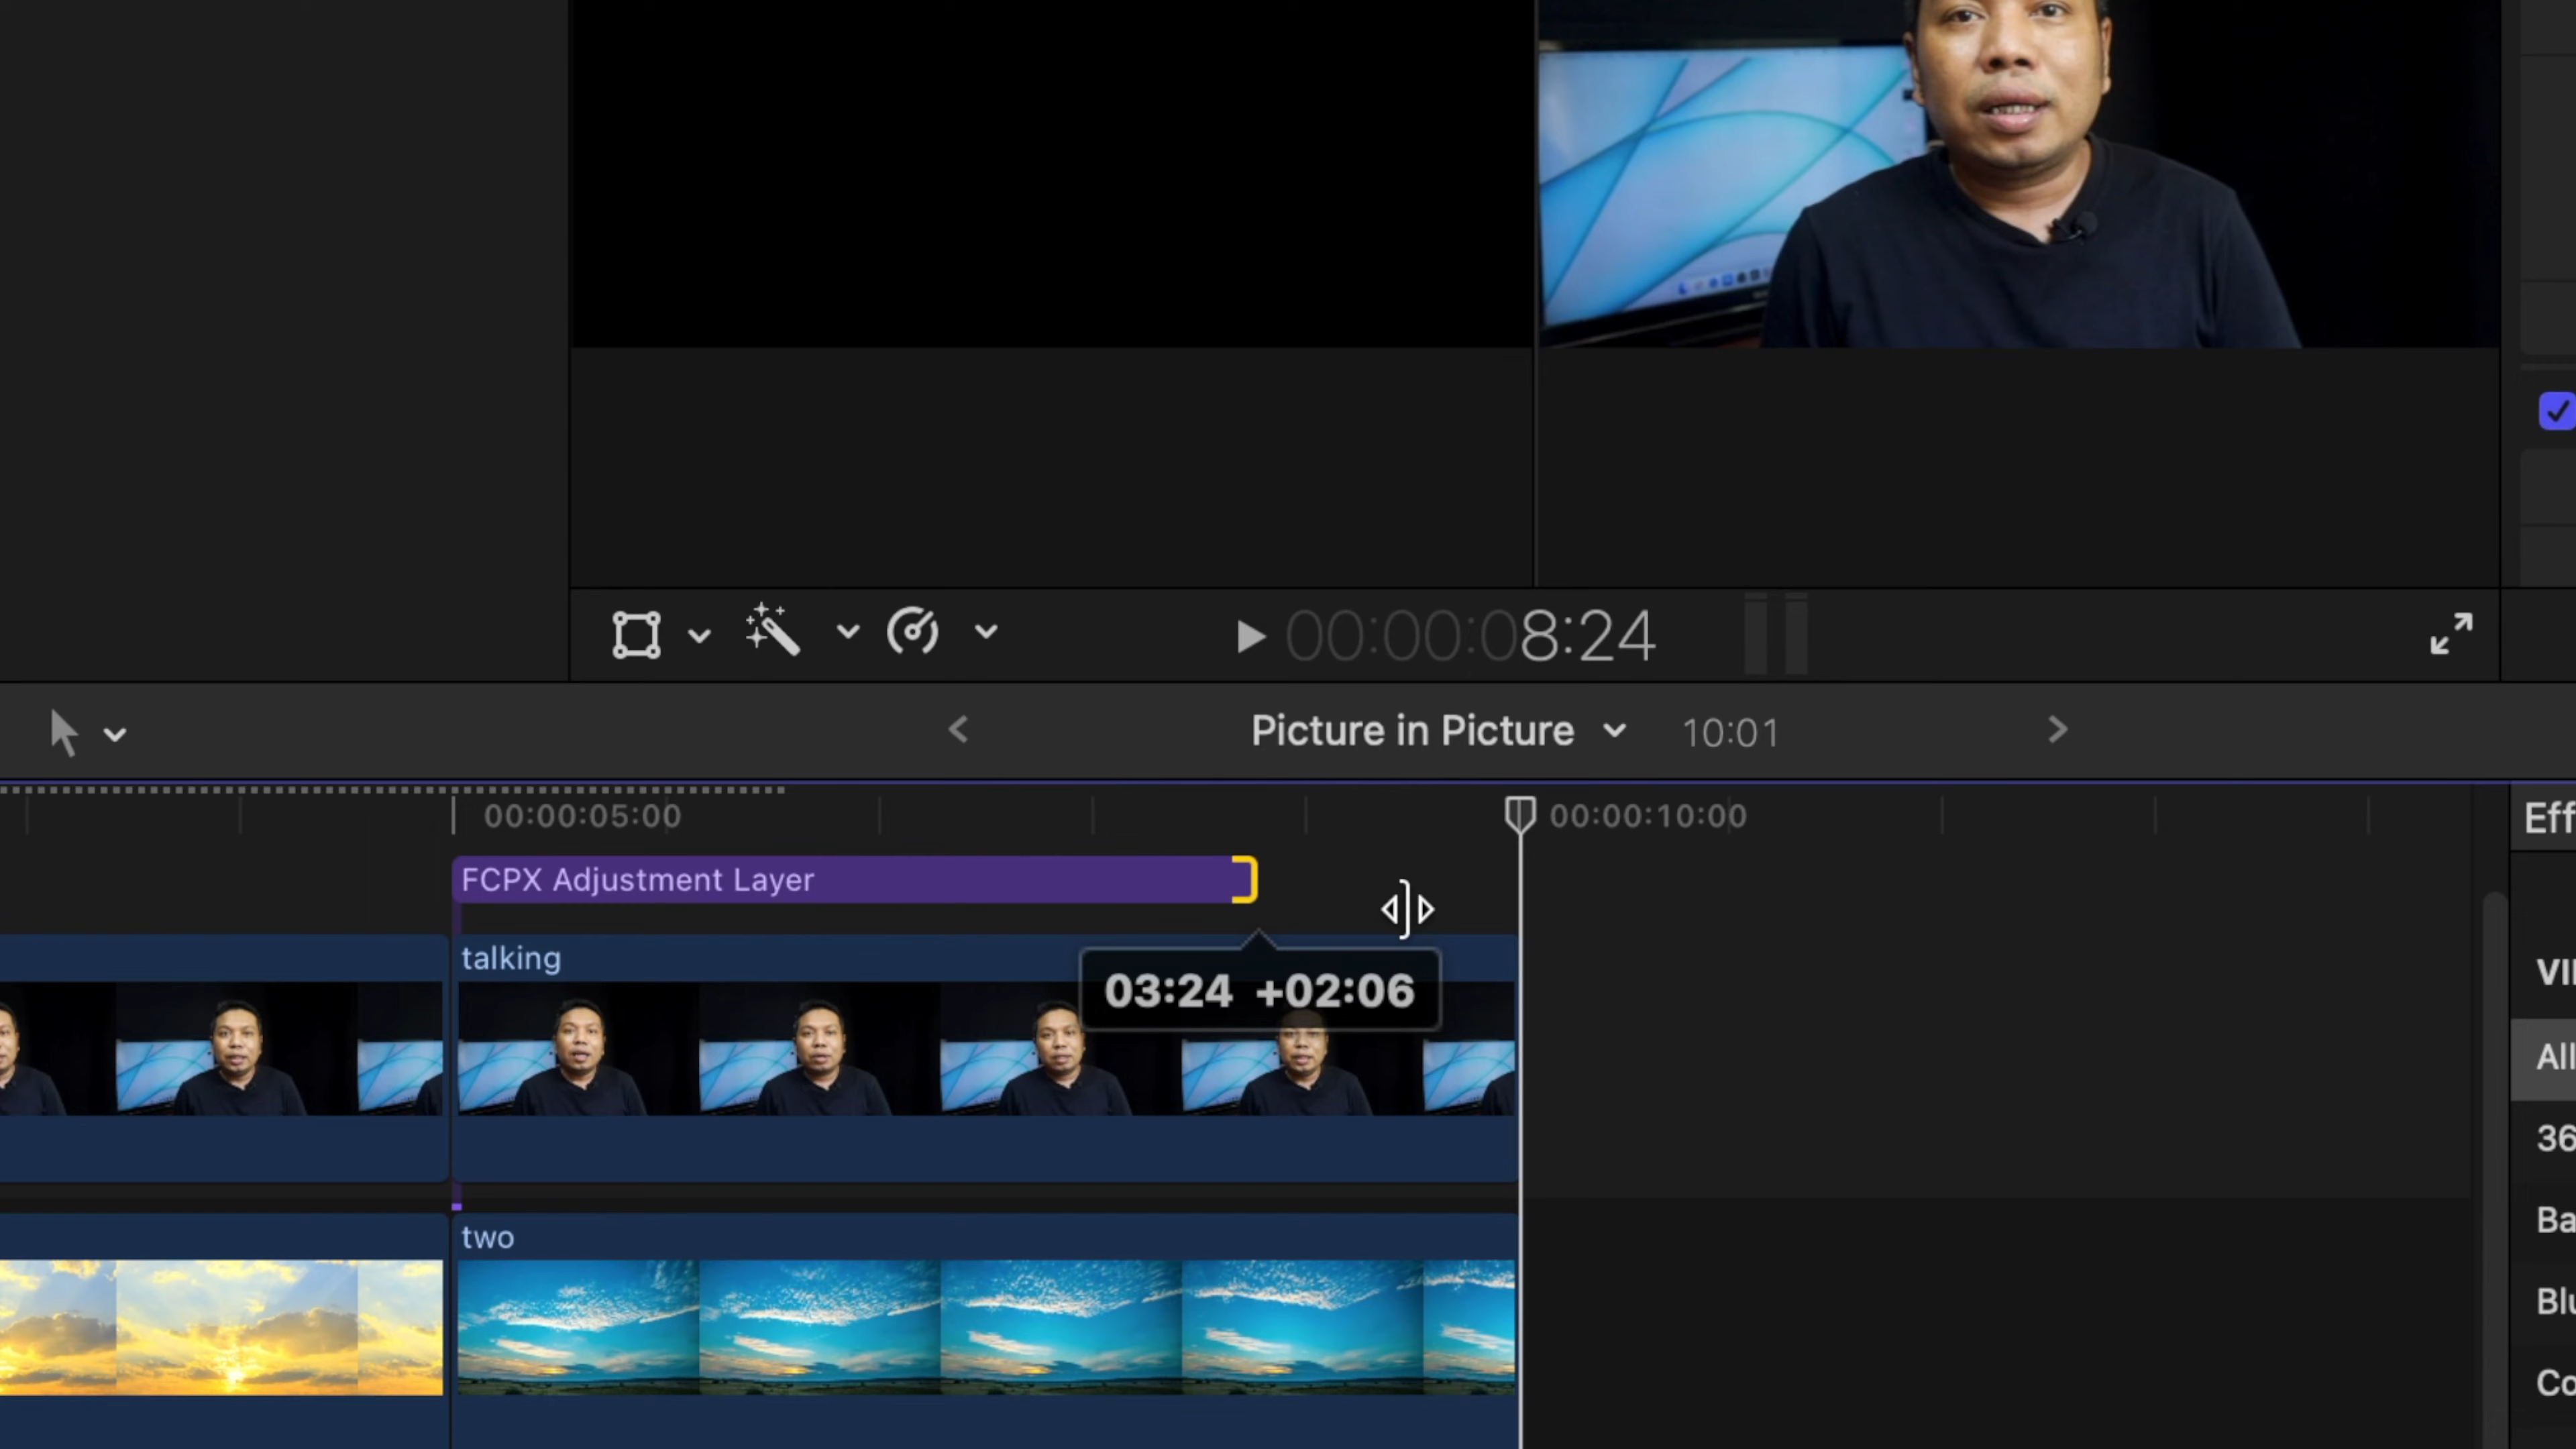 00:00:08:24
Picture in Picture 10:01
00:00:05:00 00:00:10:00
Eff
FCPX Adjustment Layer
talking
03:24 +02:06
VI
All
36
two
Ba
Blu
Co